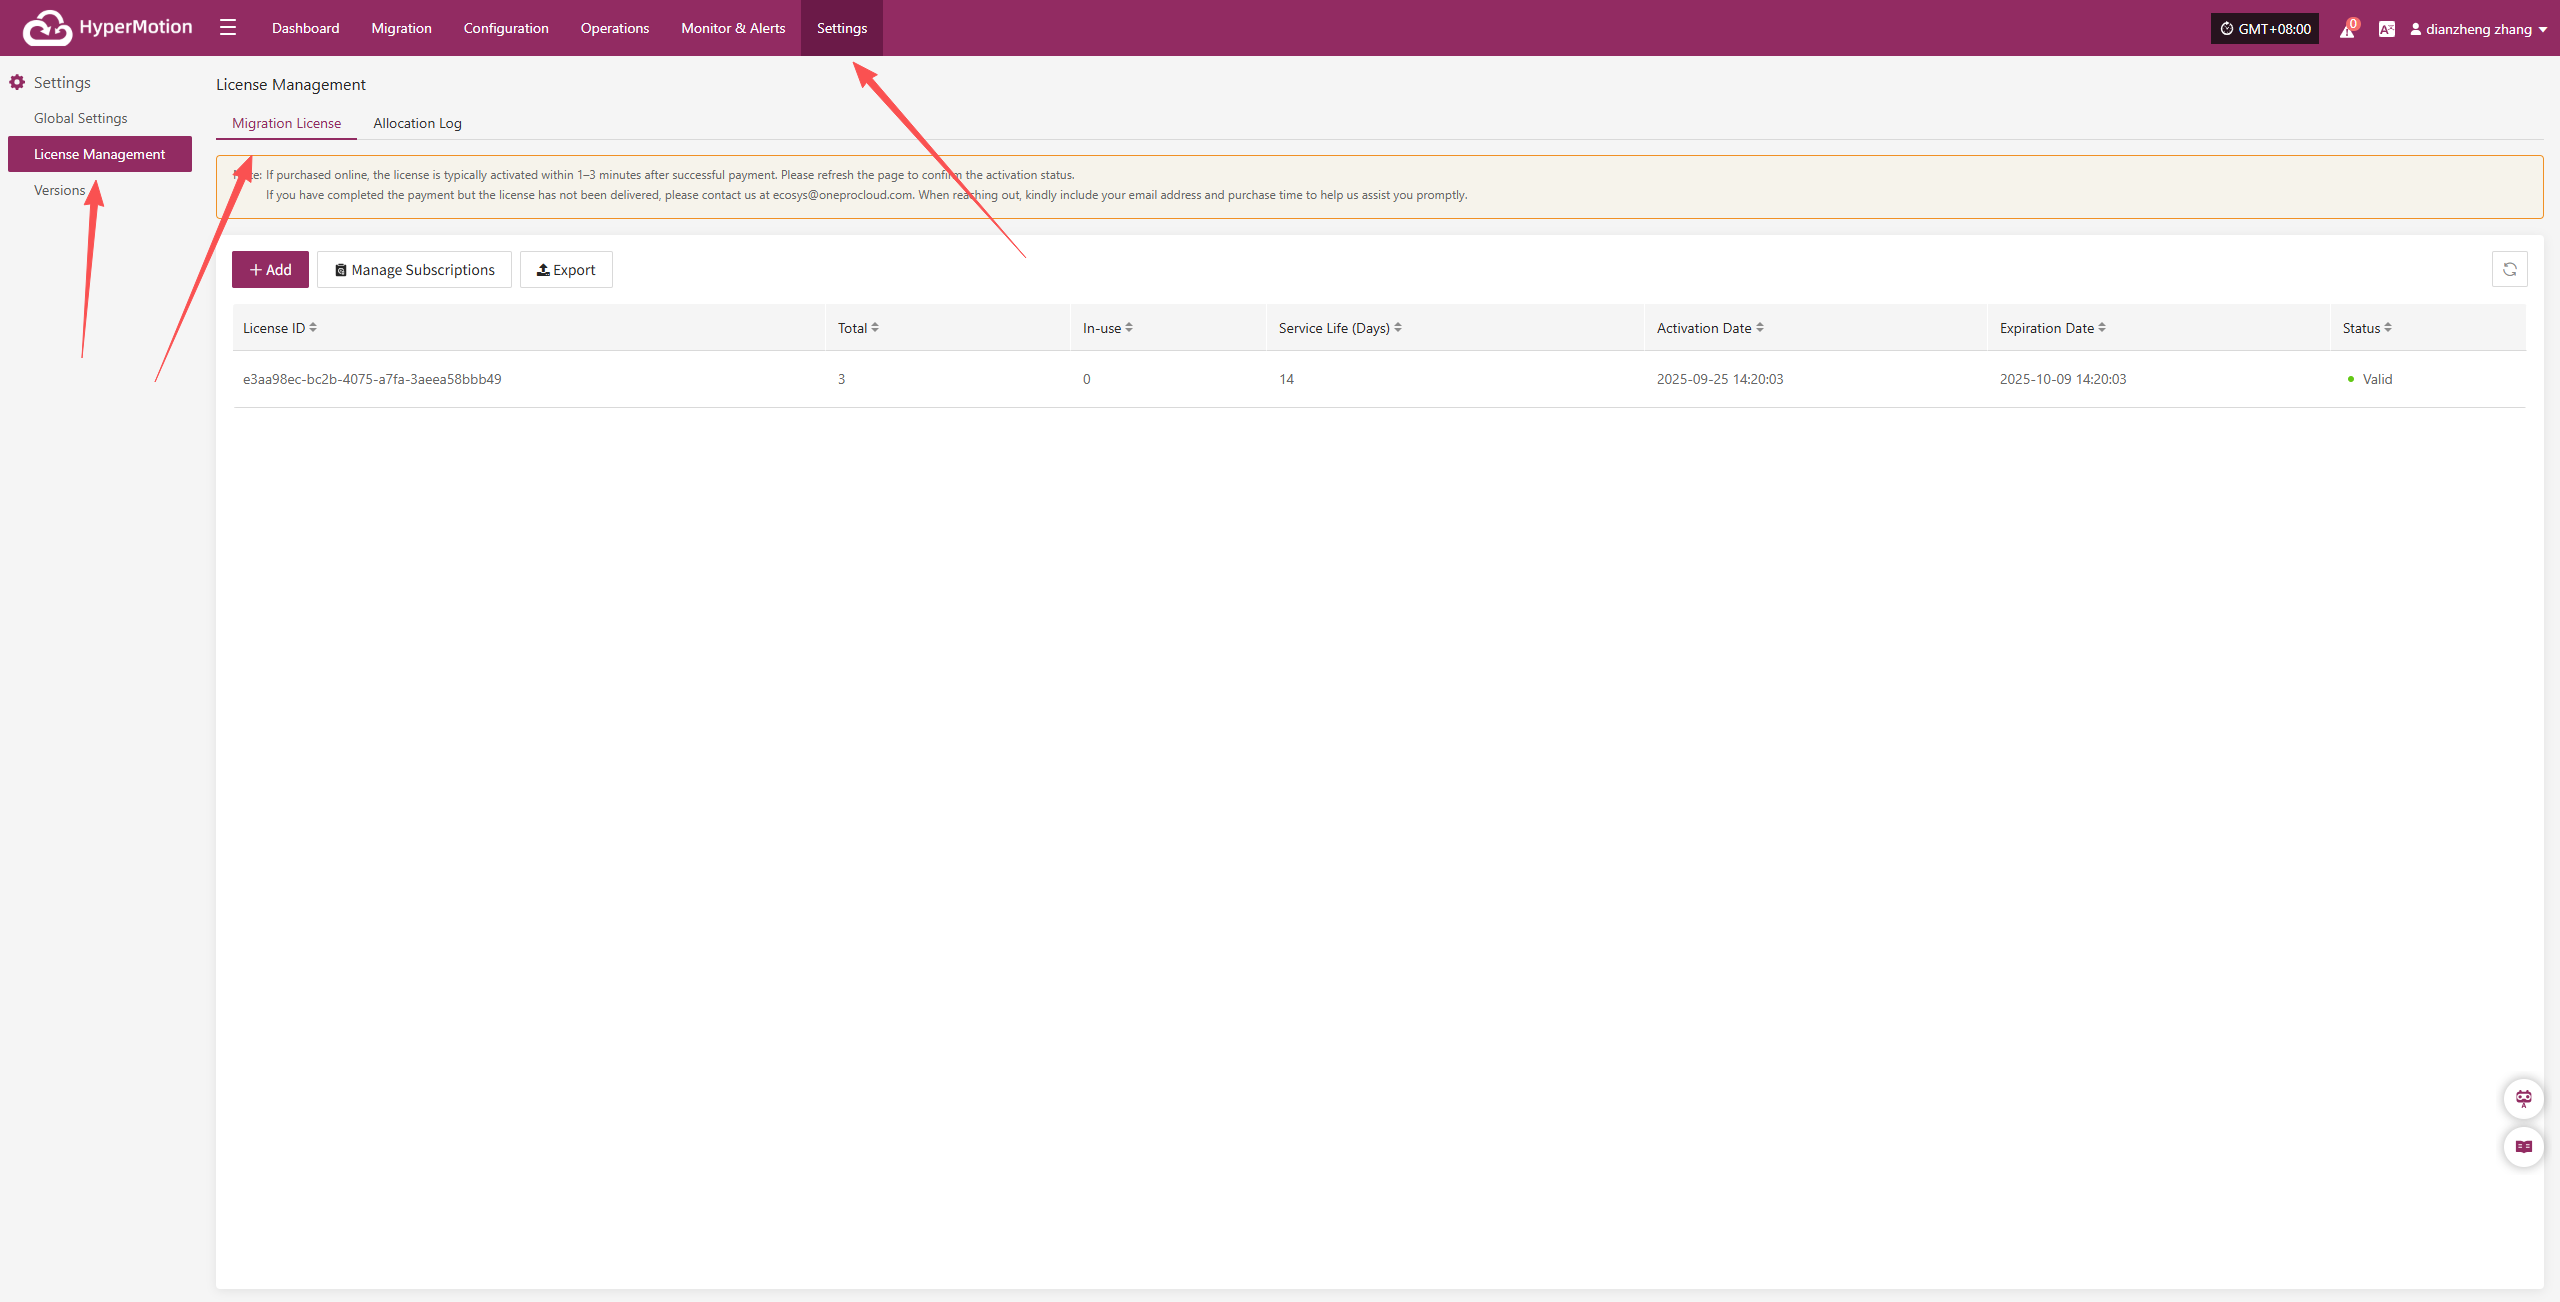 HyperMotion
Dashboard
Migration
Configuration
Operations
Monitor & Alerts
Settings
GMT+08:00
0
dianzheng zhang
Settings
Global Settings
License Management
Versions
License Management
Migration License
Allocation Log
If purchased online, the license is typically activated within 1–3 minutes after successful payment. Please refresh the page to confirm the activation status.
If you have completed the payment but the license has not been delivered, please contact us at ecosys@oneprocloud.com. When reaching out, kindly include your email address and purchase time to help us assist you promptly.
Add
Manage Subscriptions
Export
License ID
Total
In-use
Service Life (Days)
Activation Date
Expiration Date
Status
e3aa98ec-bc2b-4075-a7fa-3aeea58bbb49
3
0
14
2025-09-25 14:20:03
2025-10-09 14:20:03
Valid